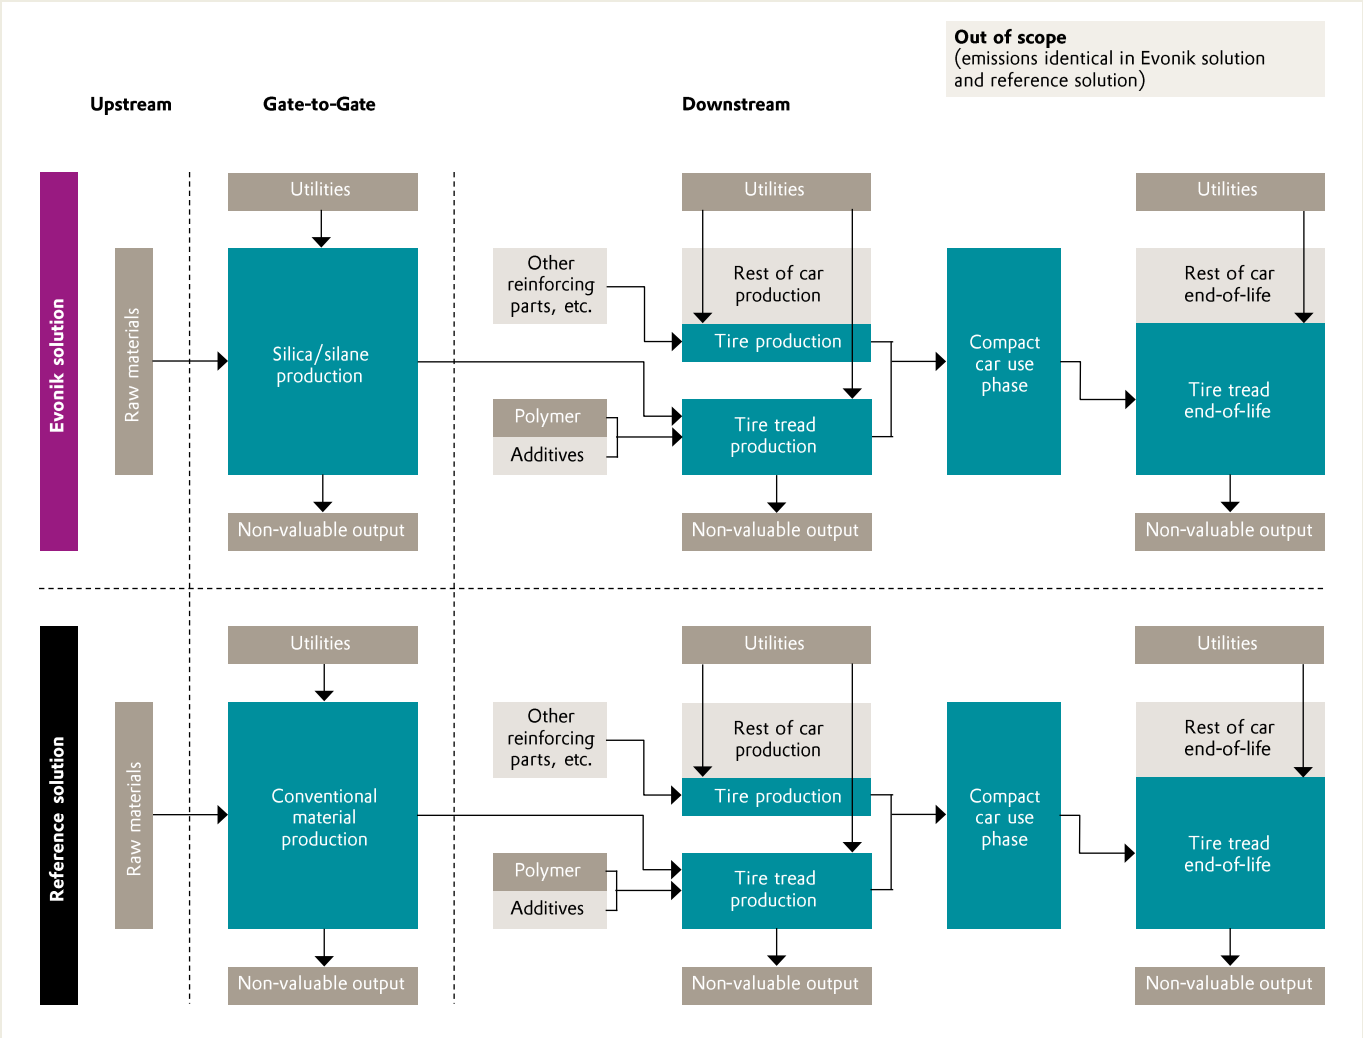 Out of scope
(emissions identical in Evonik solution
and reference solution)
Upstream
Gate-to-Gate
Downstream
Evonik solution
Raw materials
Utilities
Silica/silane
production
Non-valuable output
Other
reinforcing
parts, etc.
Polymer
Additives
Utilities
Rest of car
production
Tire production
Tire tread
production
Non-valuable output
Compact
car use
phase
Utilities
Rest of car
end-of-life
Tire tread
end-of-life
Non-valuable output
Reference solution
Raw materials
Utilities
Conventional
material
production
Non-valuable output
Other
reinforcing
parts, etc.
Polymer
Additives
Utilities
Rest of car
production
Tire production
Tire tread
production
Non-valuable output
Compact
car use
phase
Utilities
Rest of car
end-of-life
Tire tread
end-of-life
Non-valuable output